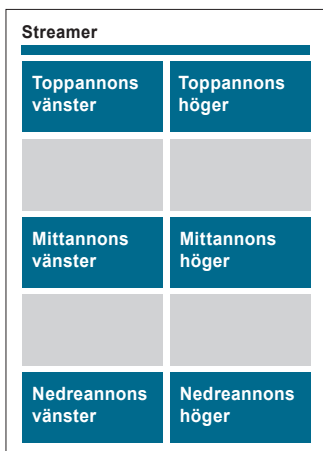 Streamer
Toppannons
vänster
Toppannons
höger
Mittannons
vänster
Mittannons
höger
Nedreannons
vänster
Nedreannons
höger